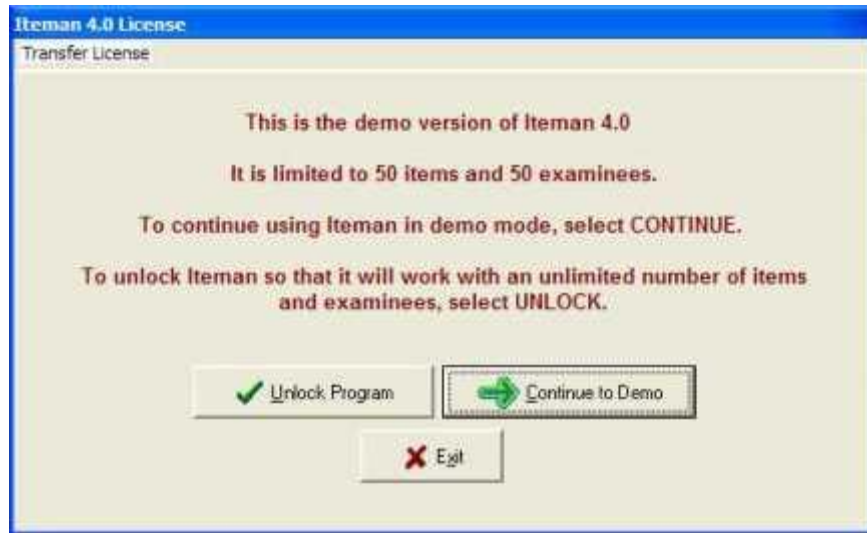 Iteman 4.0 License
Transfer License
This is the demo version of Iteman 4.0
It is limited to 50 items and 50 examinees.
To continue using Iteman in demo mode, select CONTINUE.
To unlock Iteman so that it will work with an unlimited number of items
and examinees, select UNLOCK.
Unlock Program
Continue to Demo
Exit